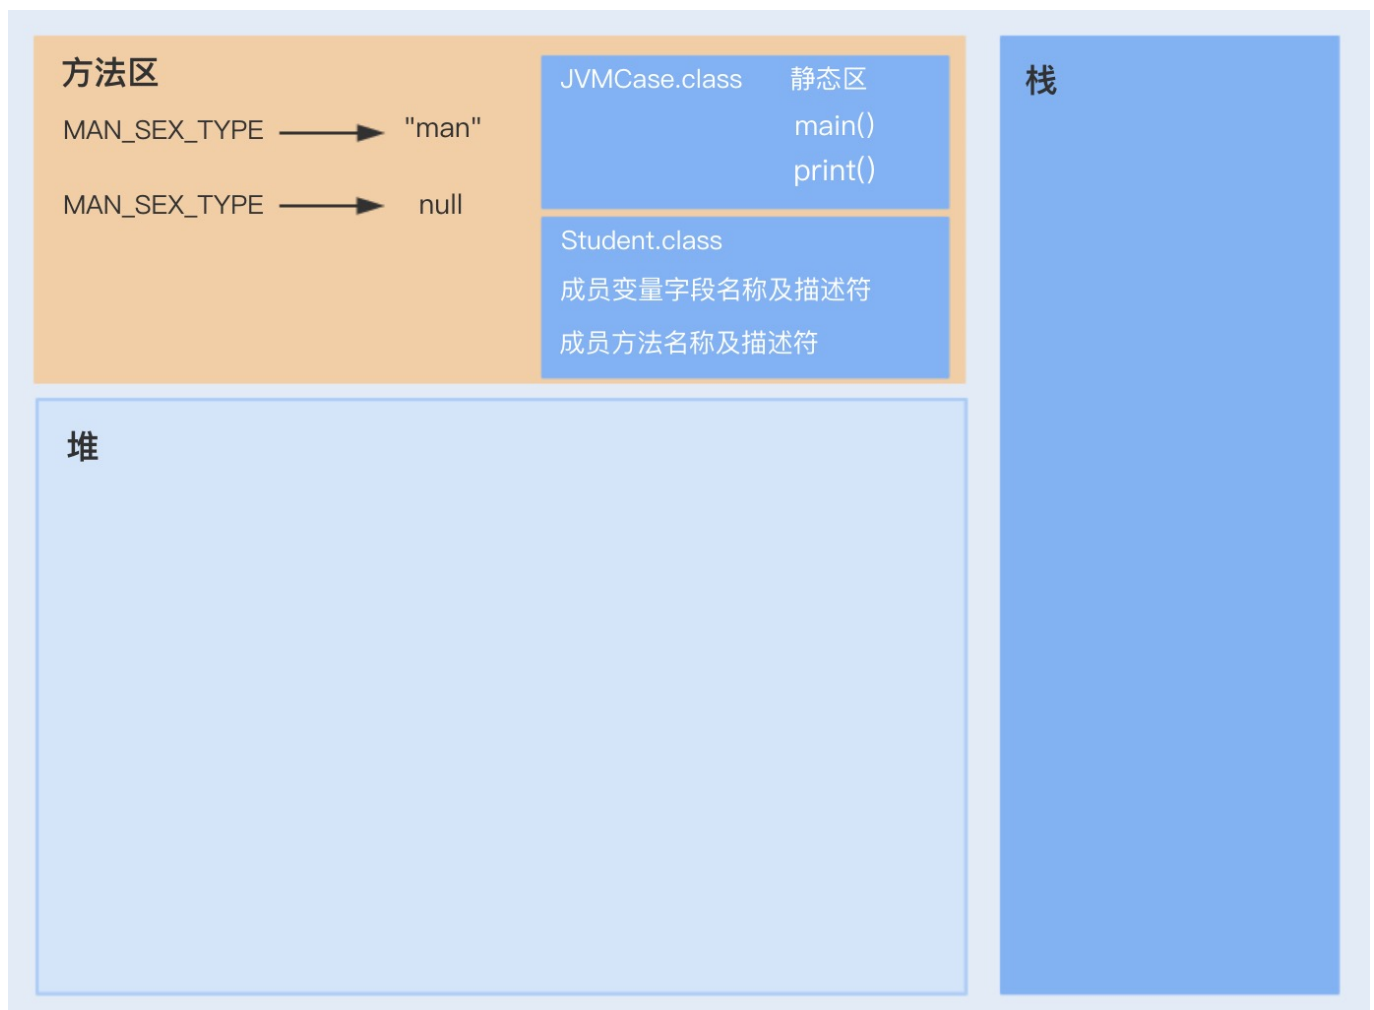 方法区
MAN_SEX_TYPE "man"
MAN_SEX_TYPE null
JVMCase.class 静态区
main()
print()
Student.class
成员变量字段名称及描述符
成员方法名称及描述符
栈
堆